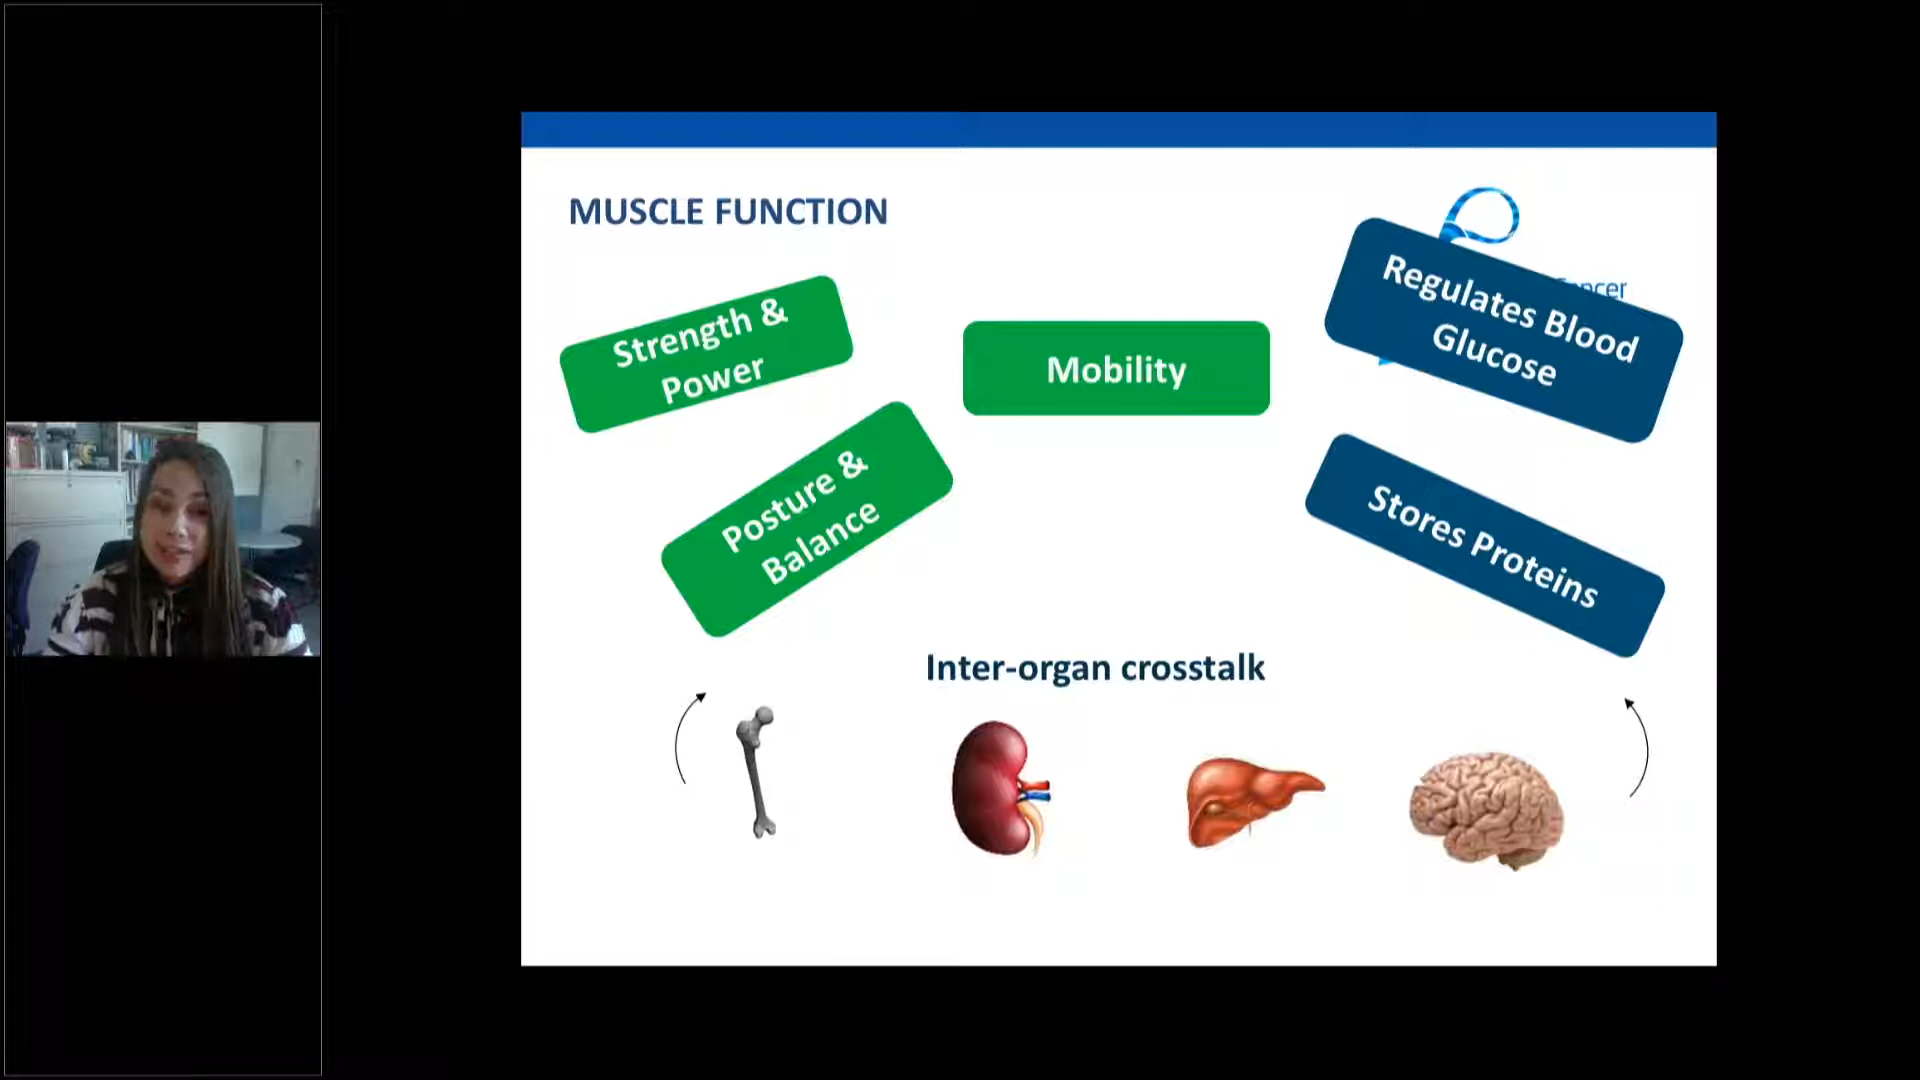 MUSCLE FUNCTION
Strength &
Power
Mobility
Regulates Blood
Glucose
Posture &
Balance
Stores Proteins
Inter-organ crosstalk